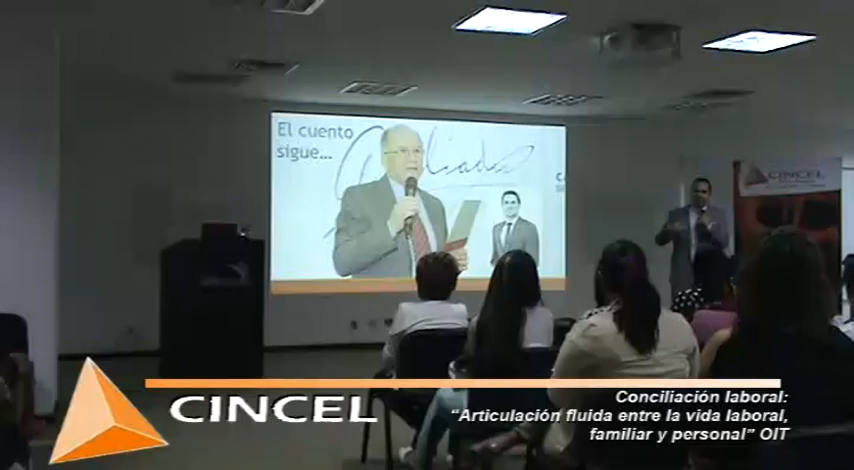 El cuento
sigue...
CINCEL
CINCEL
Conciliación laboral:
“Articulación fluida entre la vida laboral,
familiar y personal” OIT